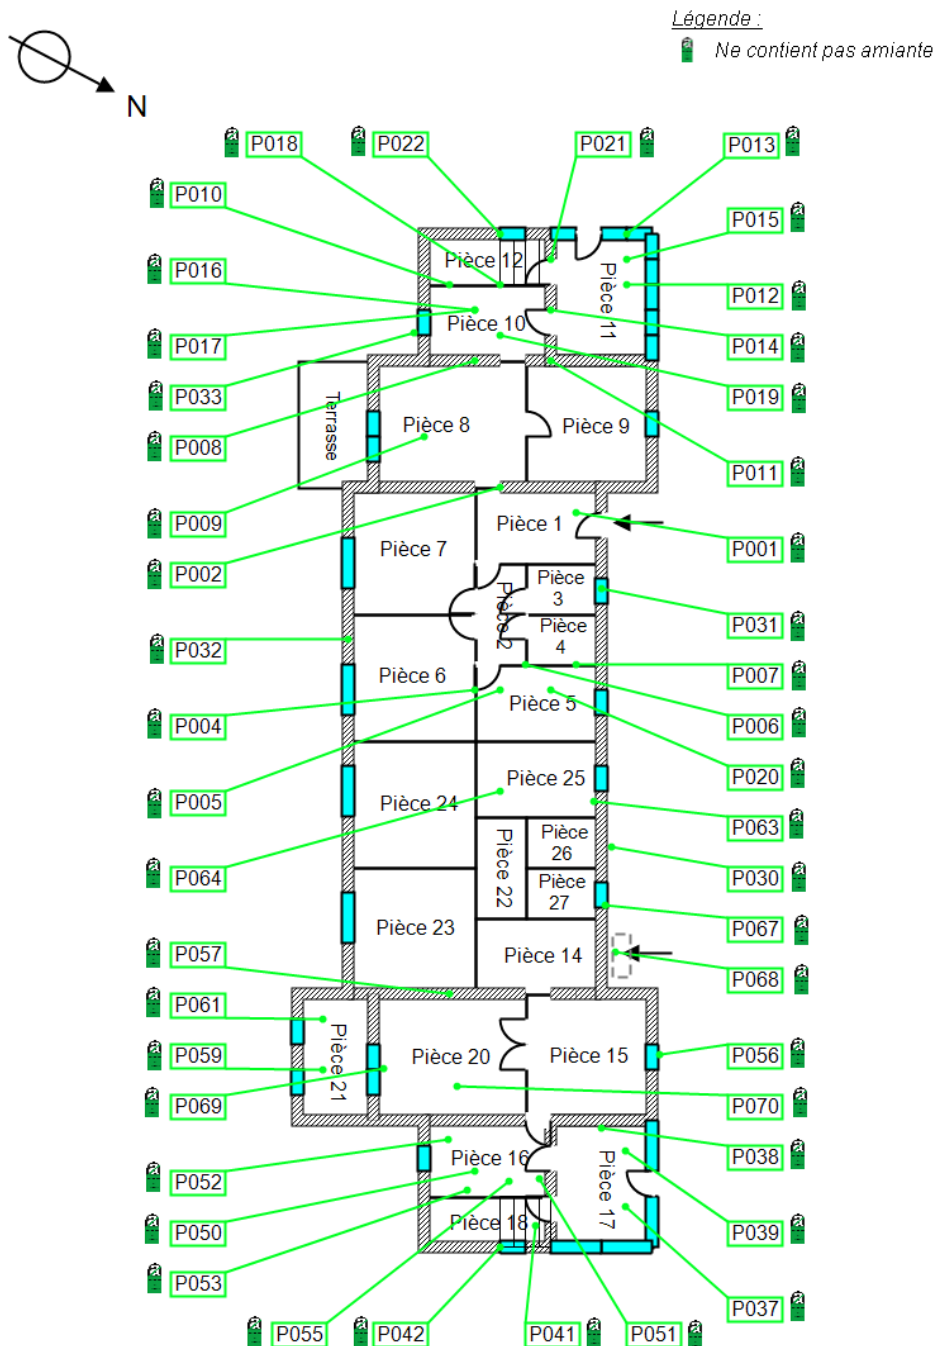 Légende :
a Ne contient pas amiante
N
a P018
a P022
P021 a
P013 a
a P010
P015 a
Pièce 12
a P016
P012 a
Pièce 11
Pièce 10
a P017
P014 a
a P033
P019 a
Terrasse
Pièce 8
Pièce 9
a P008
P011 a
a P009
Pièce 1
Pièce 7
P001 a
a P002
Pièce
3
Pièce 2
P031 a
Pièce
4
a P032
P007 a
Pièce 6
Pièce 5
a P004
P006 a
P020 a
Pièce 25
a P005
Pièce 24
P063 a
Pièce
26
a P064
P030 a
Pièce 22
Pièce
27
P067 a
Pièce 23
a P057
Pièce 14
P068 a
a P061
Pièce 21
a P059
Pièce 20
Pièce 15
P056 a
a P069
P070 a
P038 a
a P052
Pièce 16
Pièce 17
a P050
Pièce 18
P039 a
a P053
P037 a
a P055
a P042
P041 a
P051 a